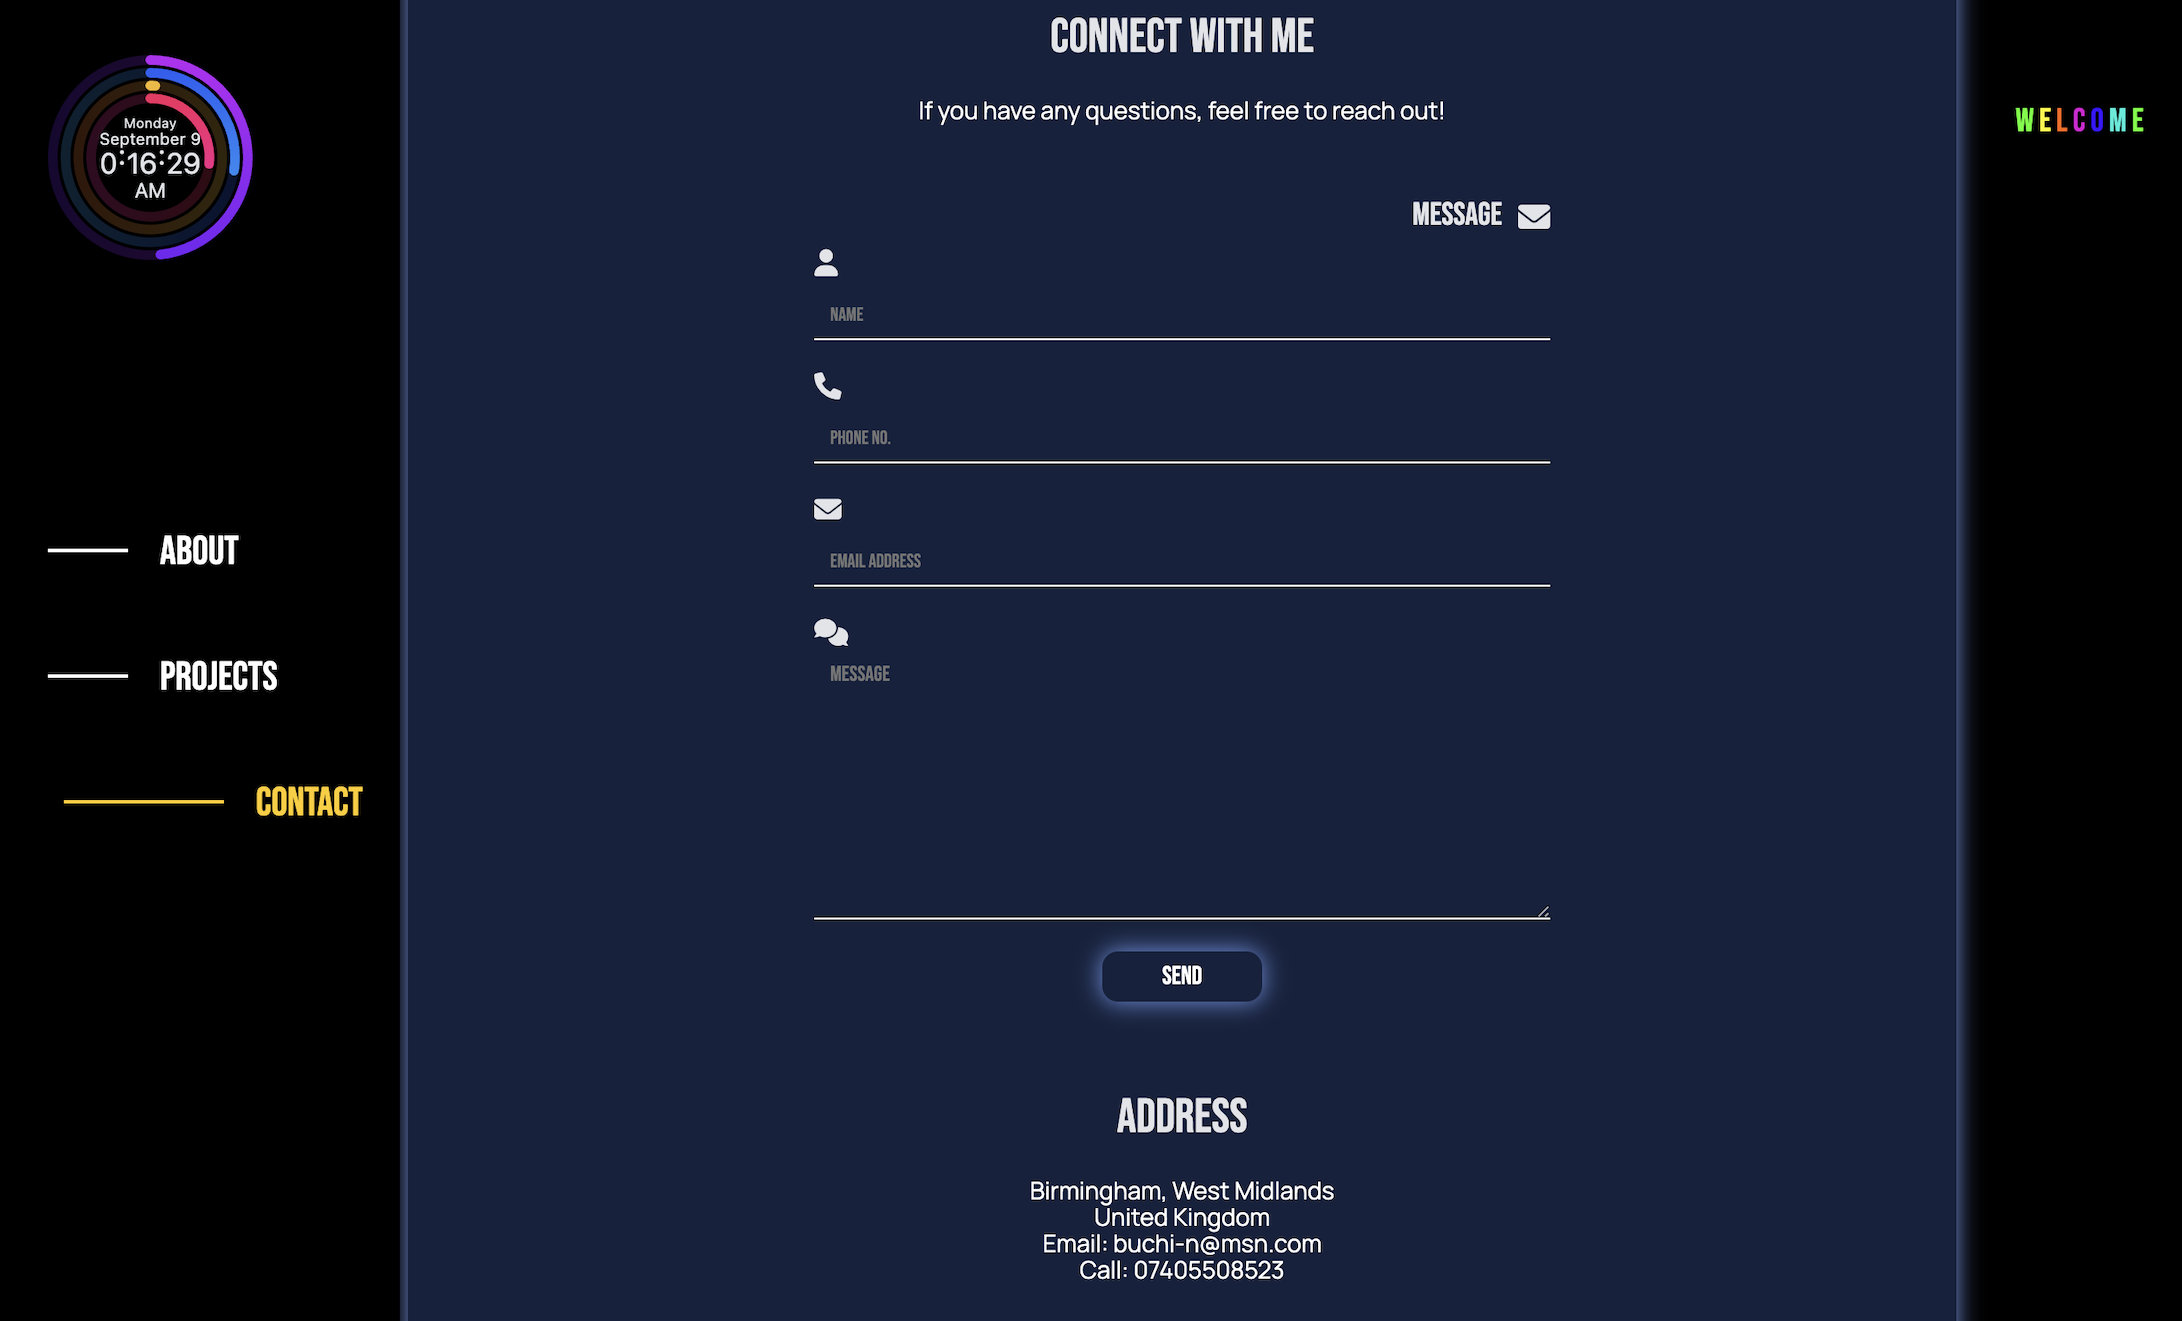 Monday
September 9
0:16:29
AM
ABOUT
PROJECTS
CONTACT
CONNECT WITH ME
If you have any questions, feel free to reach out!
MESSAGE
NAME
PHONE NO.
EMAIL ADDRESS
MESSAGE
SEND
ADDRESS
Birmingham, West Midlands
United Kingdom
Email: buchi-n@msn.com
Call: 07405508523
WELCOME